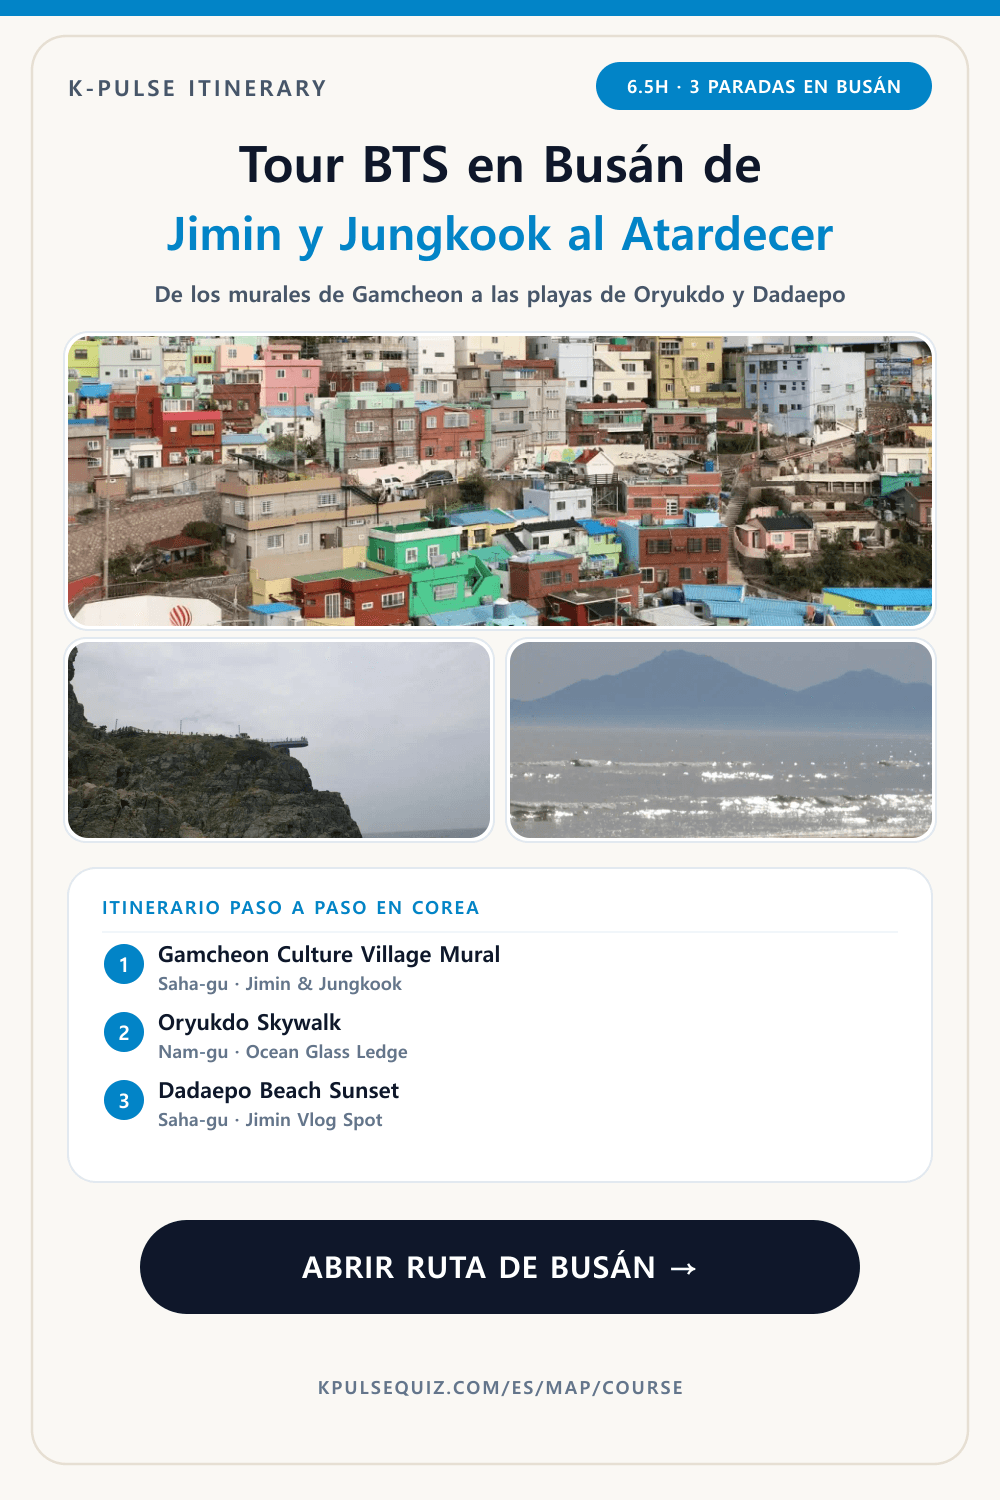 K-PULSE ITINERARY
6.5H · 3 PARADAS EN BUSÁN
Tour BTS en Busán de
Jimin y Jungkook al Atardecer
De los murales de Gamcheon a las playas de Oryukdo y Dadaepo
ITINERARIO PASO A PASO EN COREA
1 Gamcheon Culture Village Mural
Saha-gu · Jimin & Jungkook
2 Oryukdo Skywalk
Nam-gu · Ocean Glass Ledge
3 Dadaepo Beach Sunset
Saha-gu · Jimin Vlog Spot
ABRIR RUTA DE BUSÁN →
KPULSEQUIZ.COM/ES/MAP/COURSE